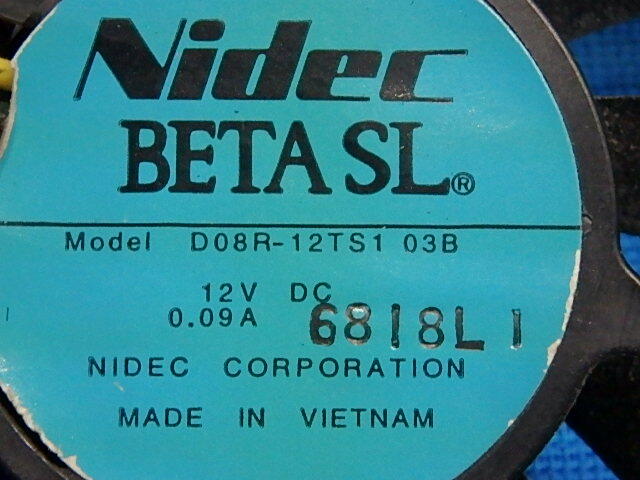 Nidec
BETA SL®
Model D08R-12TS1 03B
12V DC
0.09A 6818L1
NIDEC CORPORATION
MADE IN VIETNAM